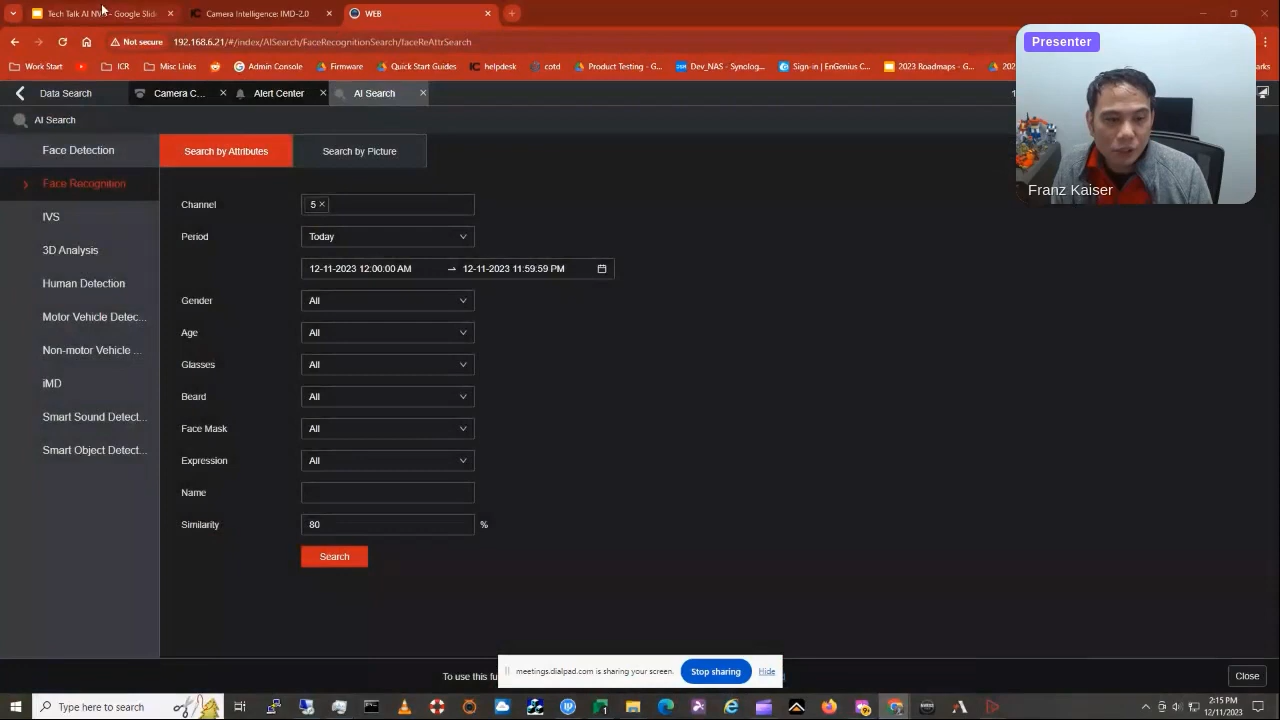 Tech Talk AI NVR - Google Slid
Camera Intelligence: IMD-2.0
WEB
Not secure
192.168.6.21/#/index/AISearch/FaceRecognitionSearch/faceReAttrSearch
Work Start
ICR
Misc Links
Admin Console
Firmware
Quick Start Guides
helpdesk
cotd
Product Testing - G...
Dev_NAS - Synolog...
Sign-in | EnGenius C...
2023 Roadmaps - G...
Data Search
Camera C...
Alert Center
AI Search
AI Search
Presenter
Franz Kaiser
Face Detection
Face Recognition
IVS
3D Analysis
Human Detection
Motor Vehicle Detec...
Non-motor Vehicle ...
iMD
Smart Sound Detect...
Smart Object Detect...
Search by Attributes
Search by Picture
Channel
5
Period
Today
12-11-2023 12:00:00 AM
12-11-2023 11:59:59 PM
Gender
All
Age
All
Glasses
All
Beard
All
Face Mask
All
Expression
All
Name
Similarity
80
%
Search
To use this fu
meetings.dialpad.com is sharing your screen.
Stop sharing
Hide
Close
Type here to search
2:15 PM
12/11/2023